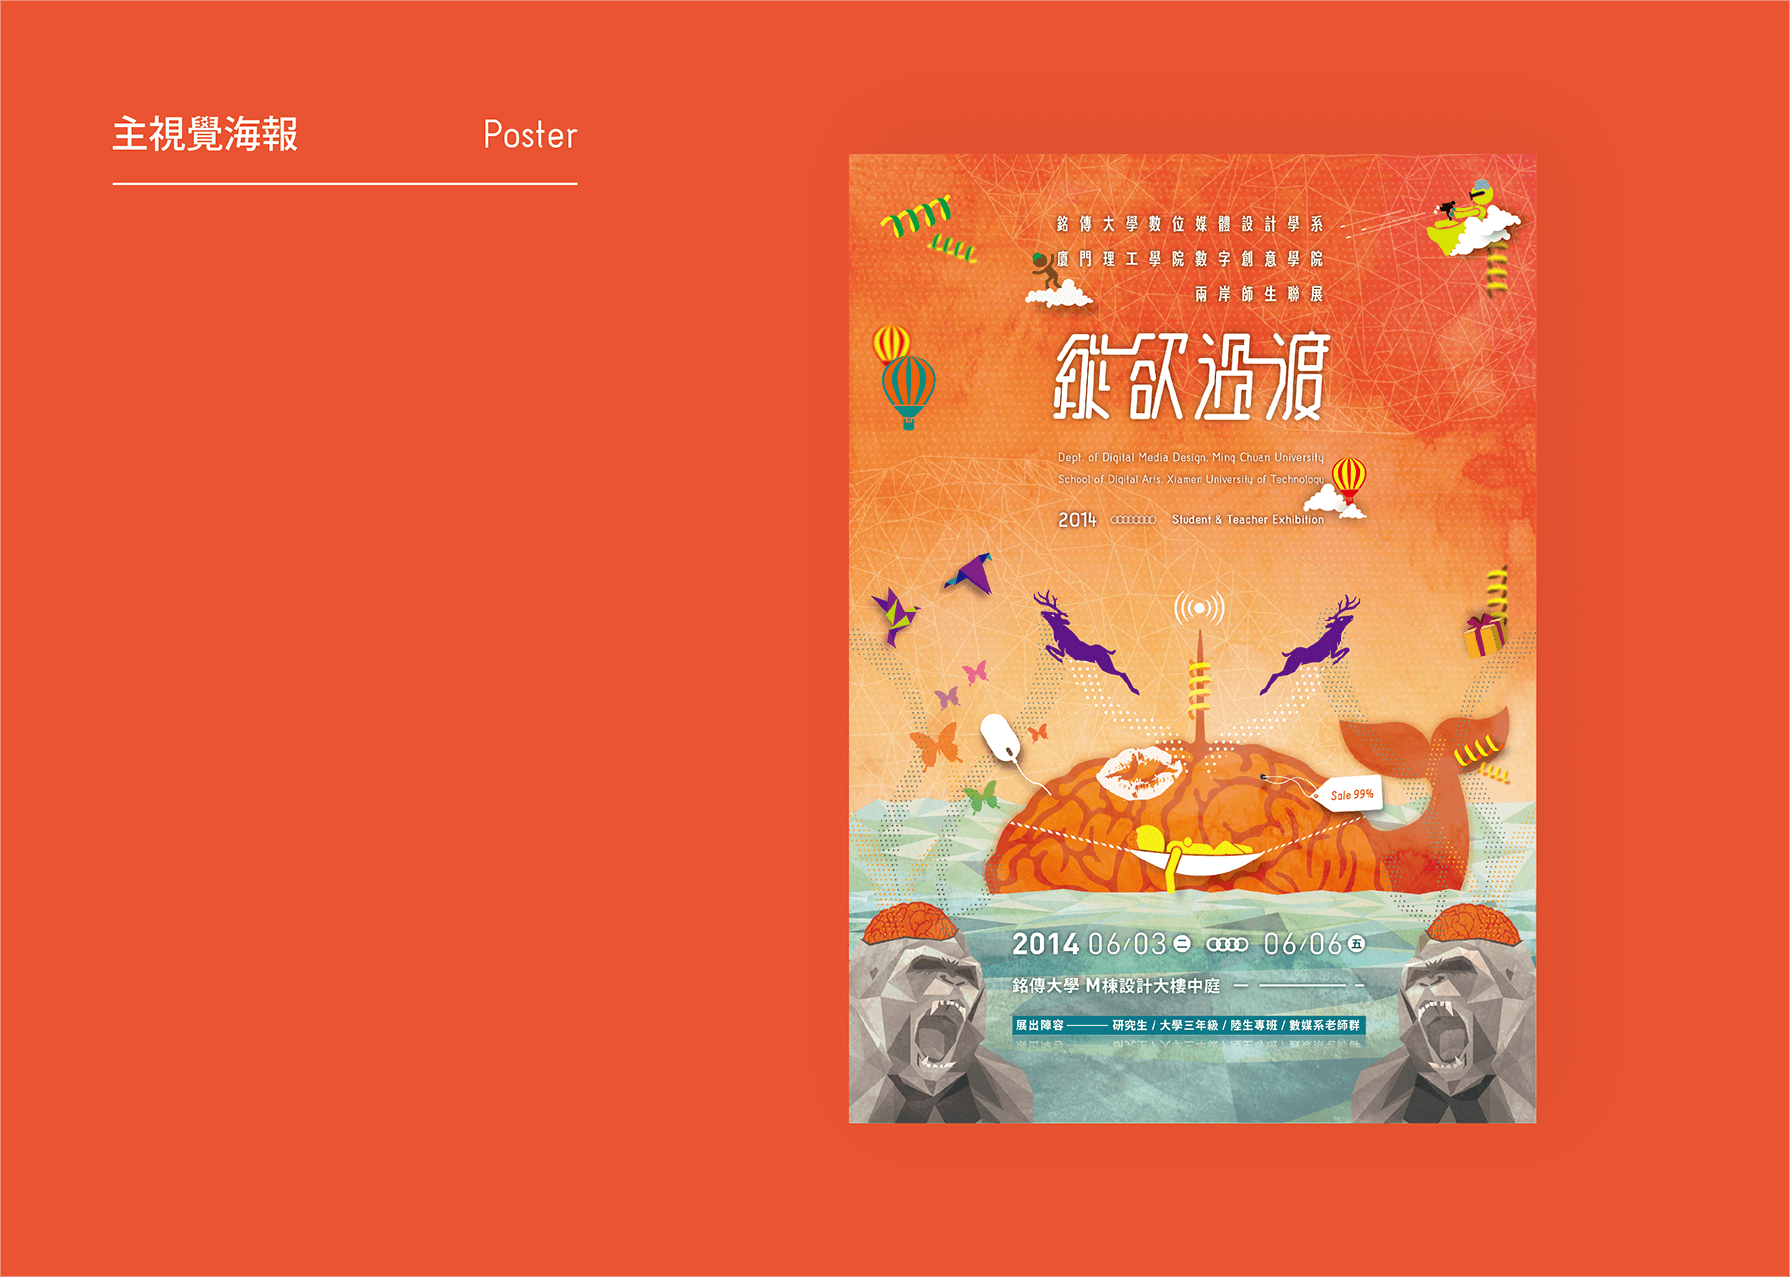 主視覺海報 Poster
銘傳大學數位媒體設計學系
廈門理工學院數字創意學院
兩岸師生聯展
縱欲過渡
Dept. of Digital Media Design, Ming Chuan University
School of Digital Arts, Xiamen University of Technology
2014 Student & Teacher Exhibition
Sale 99%
2014 06/03 二 06/06 五
銘傳大學 M棟設計大樓中庭
展出陣容 研究生 / 大學三年級 / 陸生專班 / 數媒系老師群